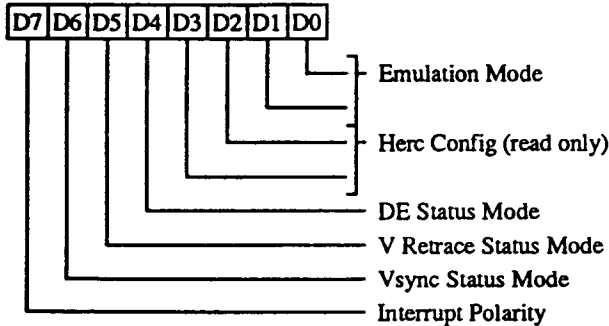 D7 D6 D5 D4 D3 D2 D1 D0
Emulation Mode
Herc Config (read only)
DE Status Mode
V Retrace Status Mode
Vsync Status Mode
Interrupt Polarity